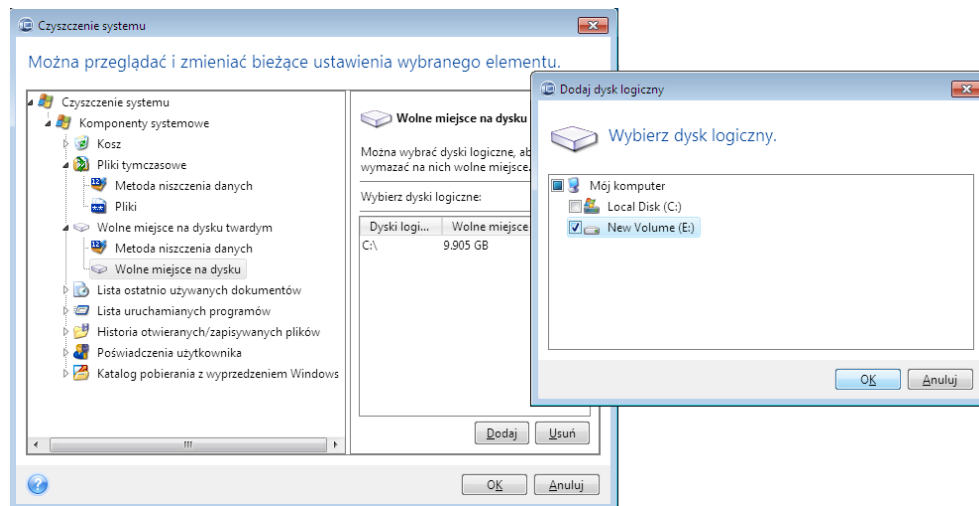 Czyszczenie systemu
Można przeglądać i zmieniać bieżące ustawienia wybranego elementu.
Czyszczenie systemu
Komponenty systemowe
Kosz
Pliki tymczasowe
Metoda niszczenia danych
Pliki
Wolne miejsce na dysku twardym
Metoda niszczenia danych
Wolne miejsce na dysku
Lista ostatnio używanych dokumentów
Lista uruchamianych programów
Historia otwieranych/zapisywanych plików
Poświadczenia użytkownika
Katalog pobierania z wyprzedzeniem Windows
Wolne miejsce na dysku
Można wybrać dyski logiczne, ab
wymazać na nich wolne miejsce.
Wybierz dyski logiczne:
Dyski logi... Wolne miejsce
C:\ 9.905 GB
Dodaj Usuń
OK Anuluj
Dodaj dysk logiczny
Wybierz dysk logiczny.
Mój komputer
Local Disk (C:)
New Volume (E:)
OK Anuluj